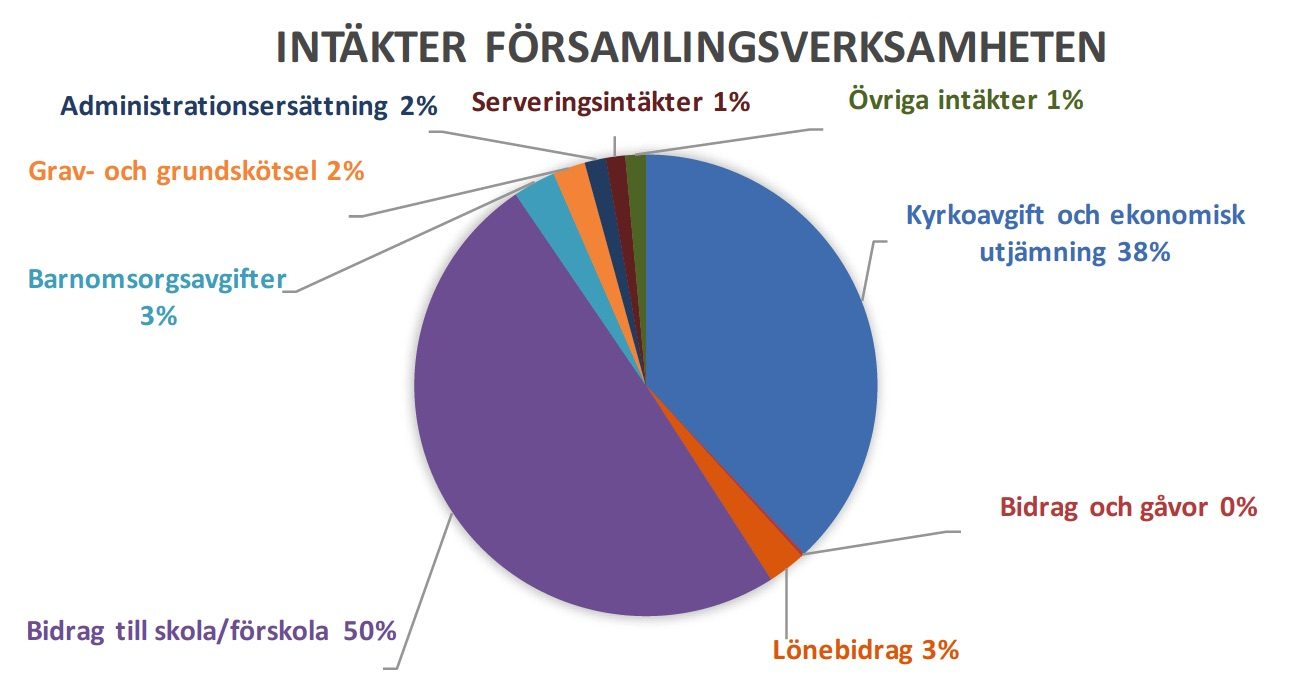 INTÄKTER FÖRSAMLINGSVERKSAMHETEN
Administrationsersättning 2%
Serveringsintäkter 1%
Övriga intäkter 1%
Grav- och grundskötsel 2%
Kyrkoavgift och ekonomisk
utjämning 38%
Barnomsorgsavgifter
3%
Bidrag och gåvor 0%
Bidrag till skola/förskola 50%
Lönebidrag 3%